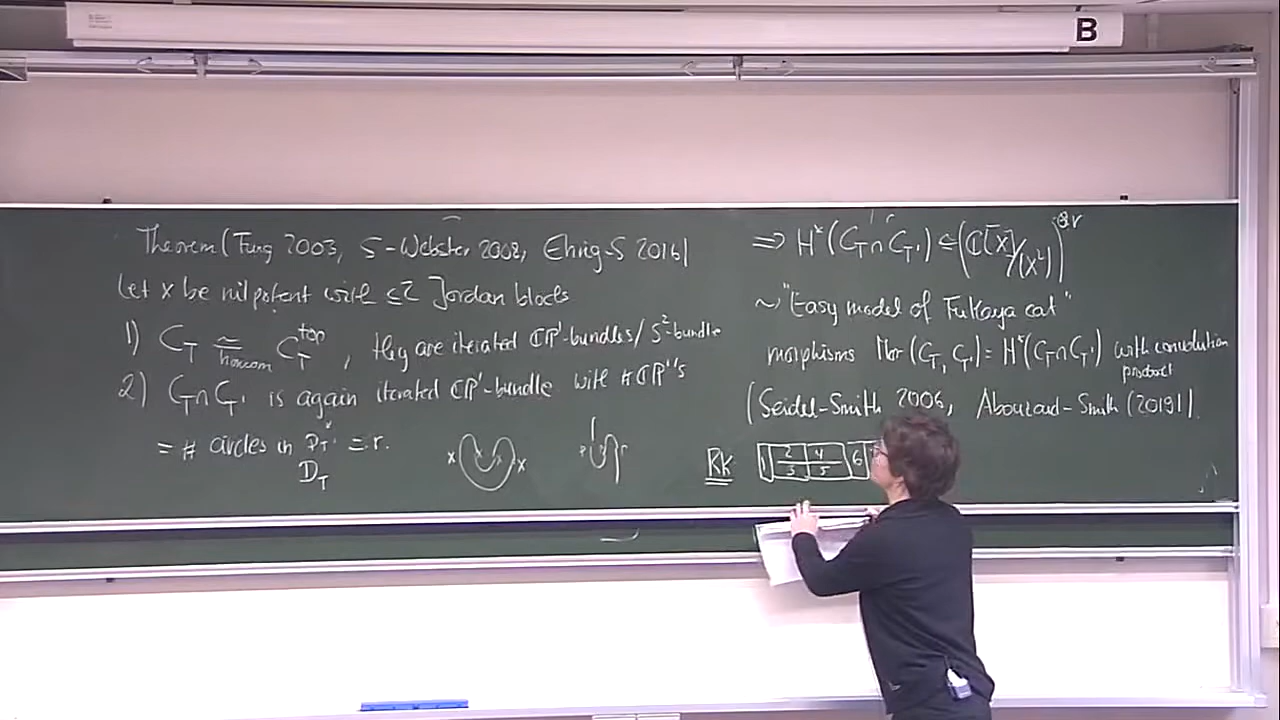 B
Theorem (Fung 2003, S-Webster 2008, Ehrig-S 2016)
Let x be nilpotent with ≤2 Jordan blocks
1) C_T ≅ homeom C_T^top, they are iterated CP¹-bundles/S²-bundle
2) C_T ∩ C_T' is again iterated CP¹-bundle with # CP¹'s
= # circles in D_T'^* =: r.
D_T
x x
⇒ H^*(C_T ∩ C_T') ⊆ (C[X]/(X²))^⊗r
~ "Easy model of Fukaya cat"
morphisms Mor(C_T, C_T') = H^*(C_T ∩ C_T') with convolution
product
(Seidel-Smith 2006, Abouzaid-Smith (2019).
Rk 1 2 4 6
3 5